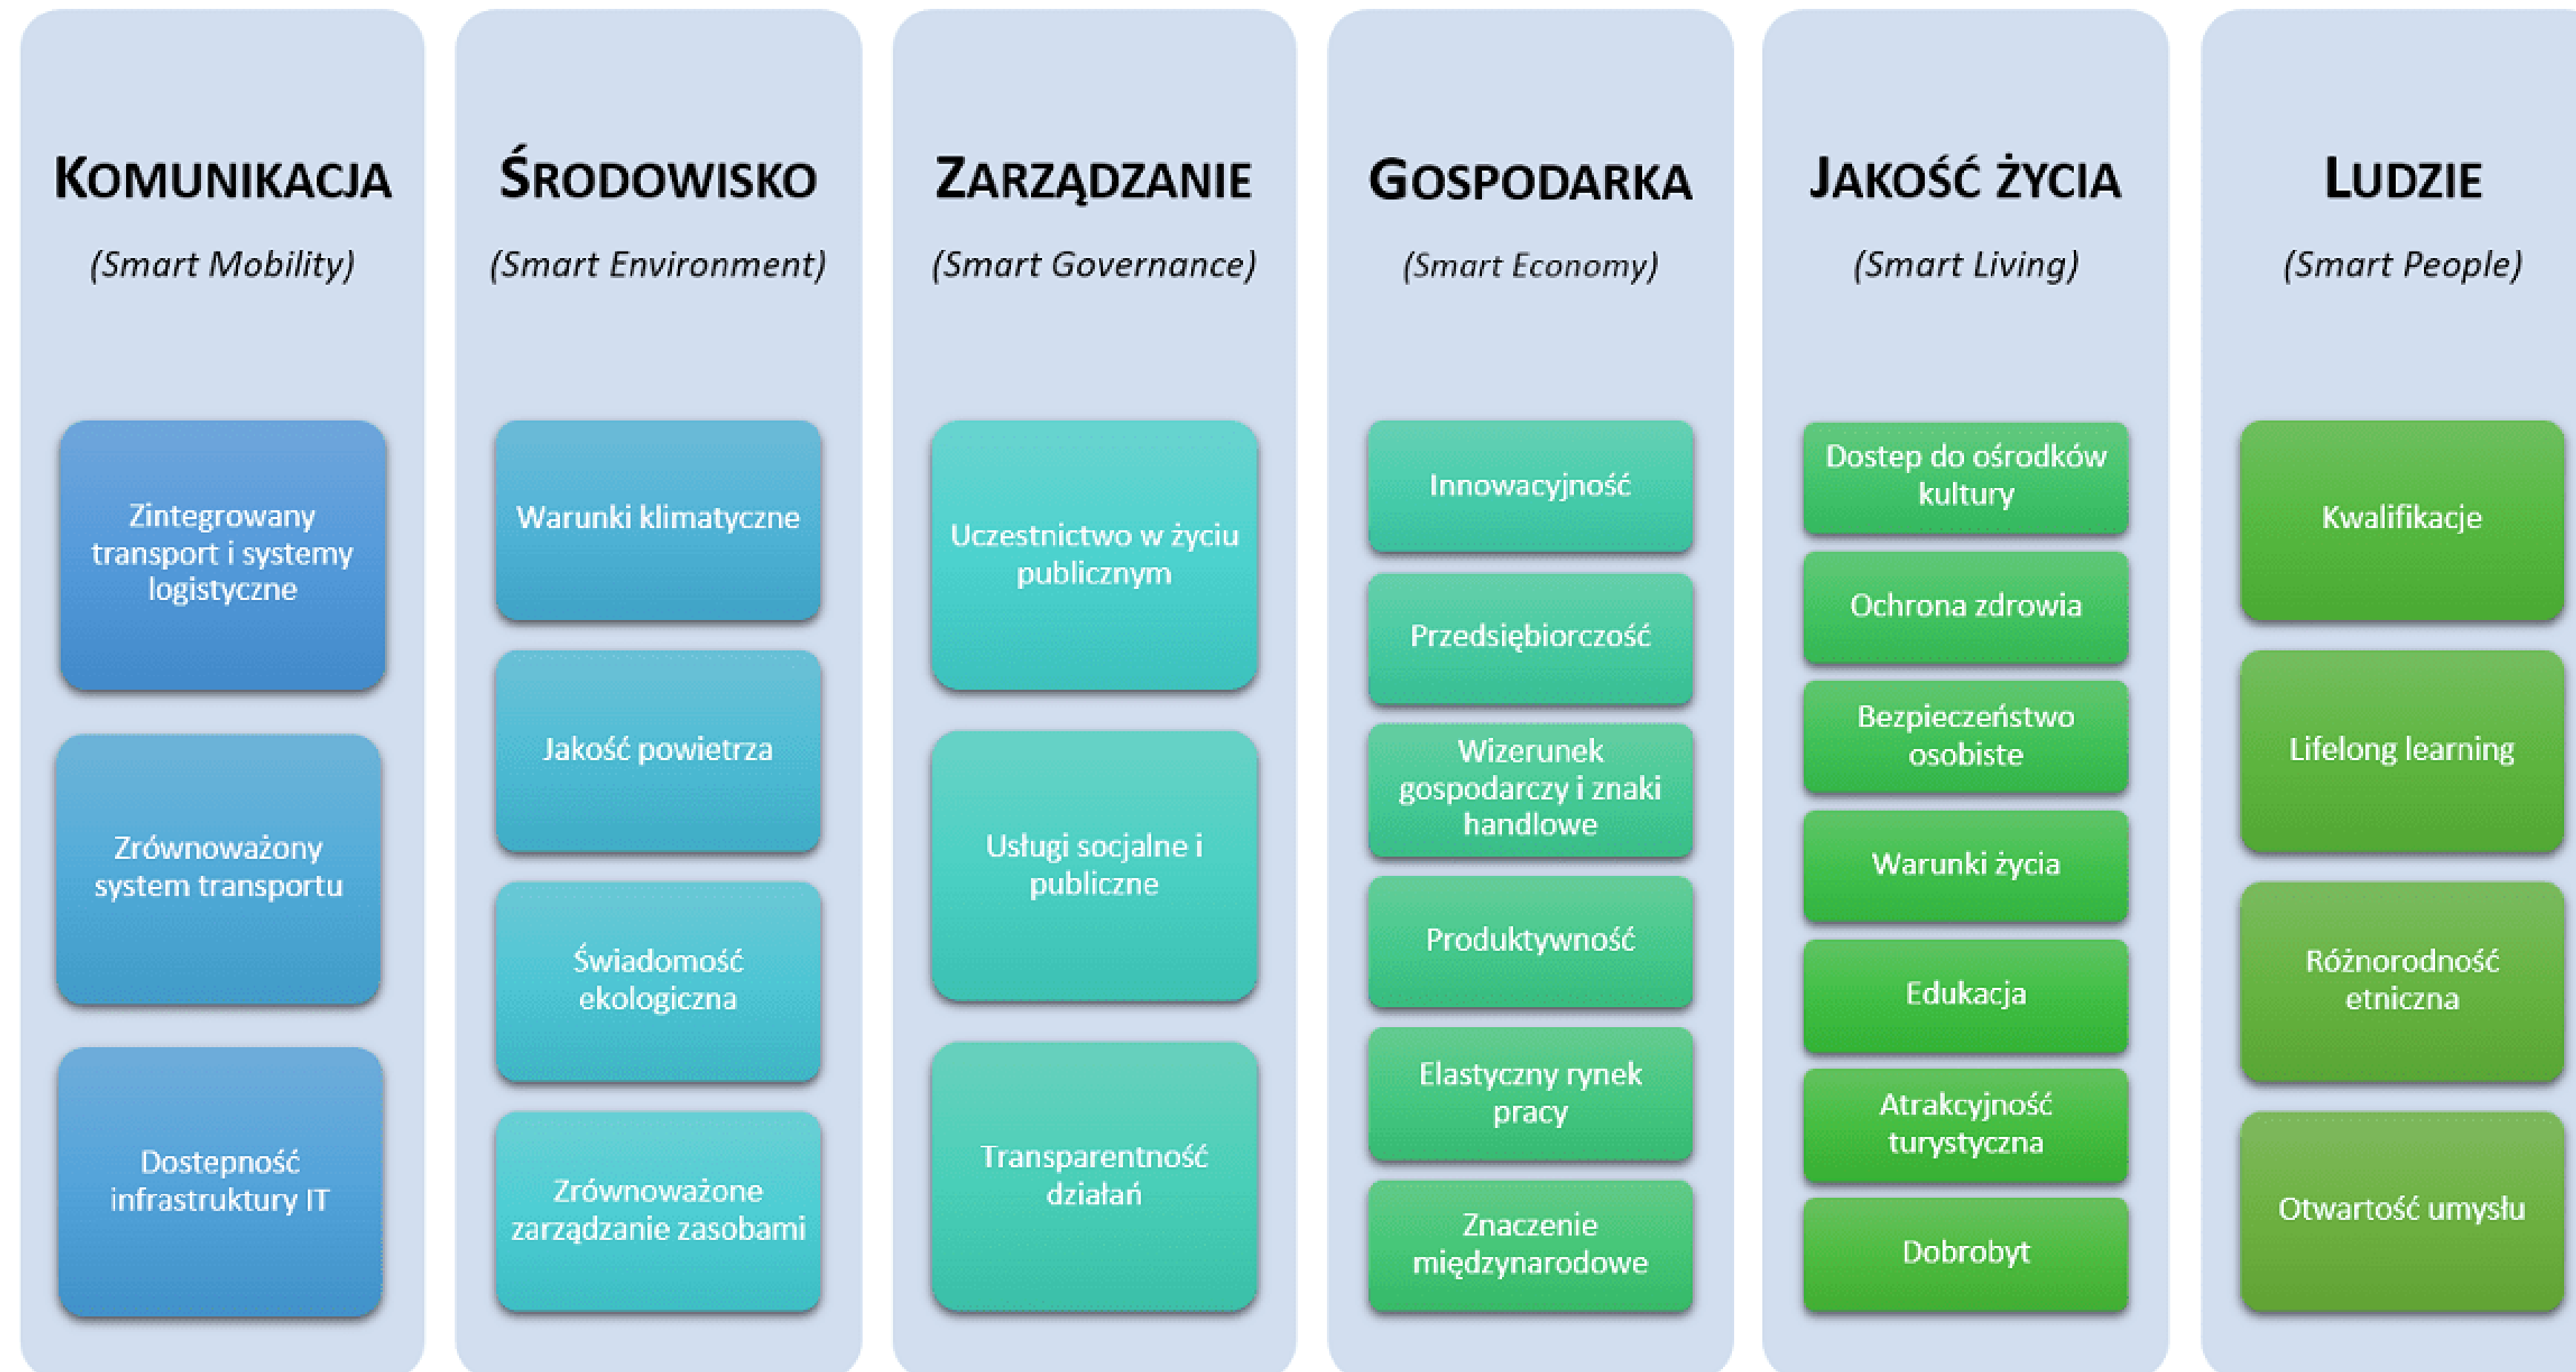 KOMUNIKACJA
(Smart Mobility)
Zintegrowany
transport i systemy
logistyczne
Zrównoważony
system transportu
Dostepność
infrastruktury IT
ŚRODOWISKO
(Smart Environment)
Warunki klimatyczne
Jakość powietrza
Świadomość
ekologiczna
Zrównoważone
zarządzanie zasobami
ZARZĄDZANIE
(Smart Governance)
Uczestnictwo w życiu
publicznym
Usługi socjalne i
publiczne
Transparentność
działań
GOSPODARKA
(Smart Economy)
Innowacyjność
Przedsiębiorczość
Wizerunek
gospodarczy i znaki
handlowe
Produktywność
Elastyczny rynek
pracy
Znaczenie
międzynarodowe
JAKOŚĆ ŻYCIA
(Smart Living)
Dostep do ośrodków
kultury
Ochrona zdrowia
Bezpieczeństwo
osobiste
Warunki życia
Edukacja
Atrakcyjność
turystyczna
Dobrobyt
LUDZIE
(Smart People)
Kwalifikacje
Lifelong learning
Różnorodność
etniczna
Otwartość umysłu